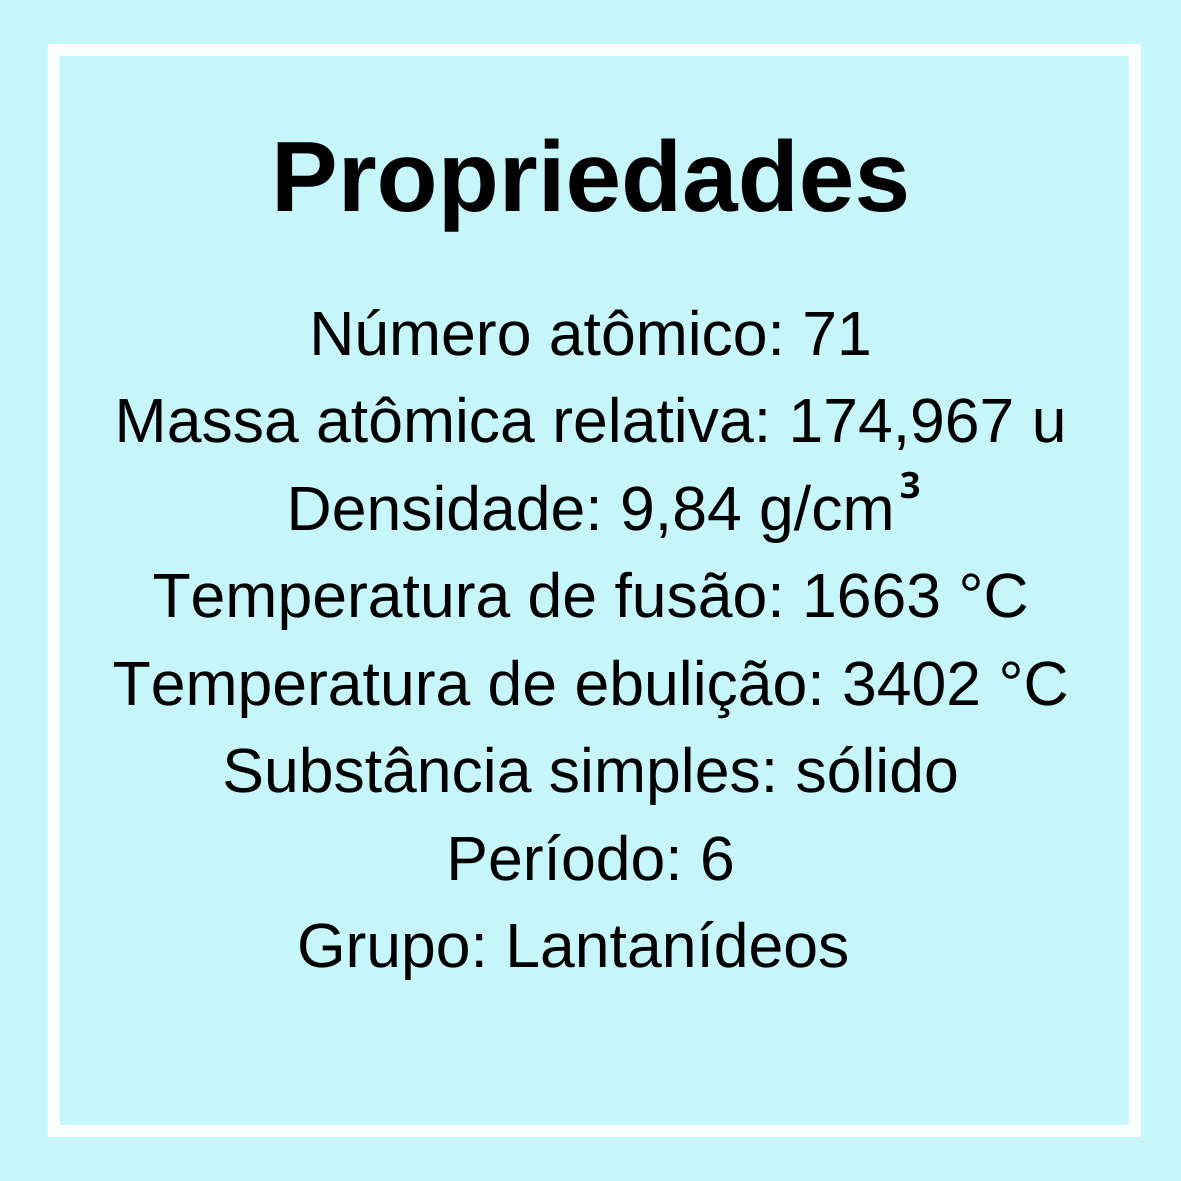 Propriedades
Número atômico: 71
Massa atômica relativa: 174,967 u
Densidade: 9,84 g/cm³
Temperatura de fusão: 1663 °C
Temperatura de ebulição: 3402 °C
Substância simples: sólido
Período: 6
Grupo: Lantanídeos